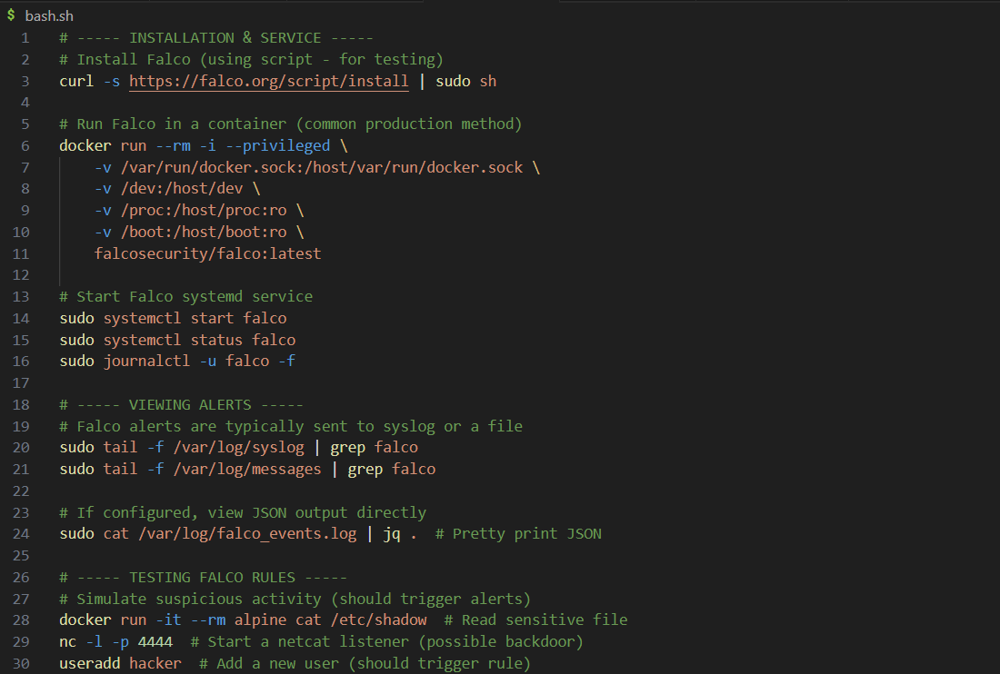 $ bash.sh
1 # ----- INSTALLATION & SERVICE -----
2 # Install Falco (using script - for testing)
3 curl -s https://falco.org/script/install | sudo sh
4
5 # Run Falco in a container (common production method)
6 docker run --rm -i --privileged \
7     -v /var/run/docker.sock:/host/var/run/docker.sock \
8     -v /dev:/host/dev \
9     -v /proc:/host/proc:ro \
10     -v /boot:/host/boot:ro \
11     falcosecurity/falco:latest
12
13 # Start Falco systemd service
14 sudo systemctl start falco
15 sudo systemctl status falco
16 sudo journalctl -u falco -f
17
18 # ----- VIEWING ALERTS -----
19 # Falco alerts are typically sent to syslog or a file
20 sudo tail -f /var/log/syslog | grep falco
21 sudo tail -f /var/log/messages | grep falco
22
23 # If configured, view JSON output directly
24 sudo cat /var/log/falco_events.log | jq .  # Pretty print JSON
25
26 # ----- TESTING FALCO RULES -----
27 # Simulate suspicious activity (should trigger alerts)
28 docker run -it --rm alpine cat /etc/shadow  # Read sensitive file
29 nc -l -p 4444  # Start a netcat listener (possible backdoor)
30 useradd hacker  # Add a new user (should trigger rule)